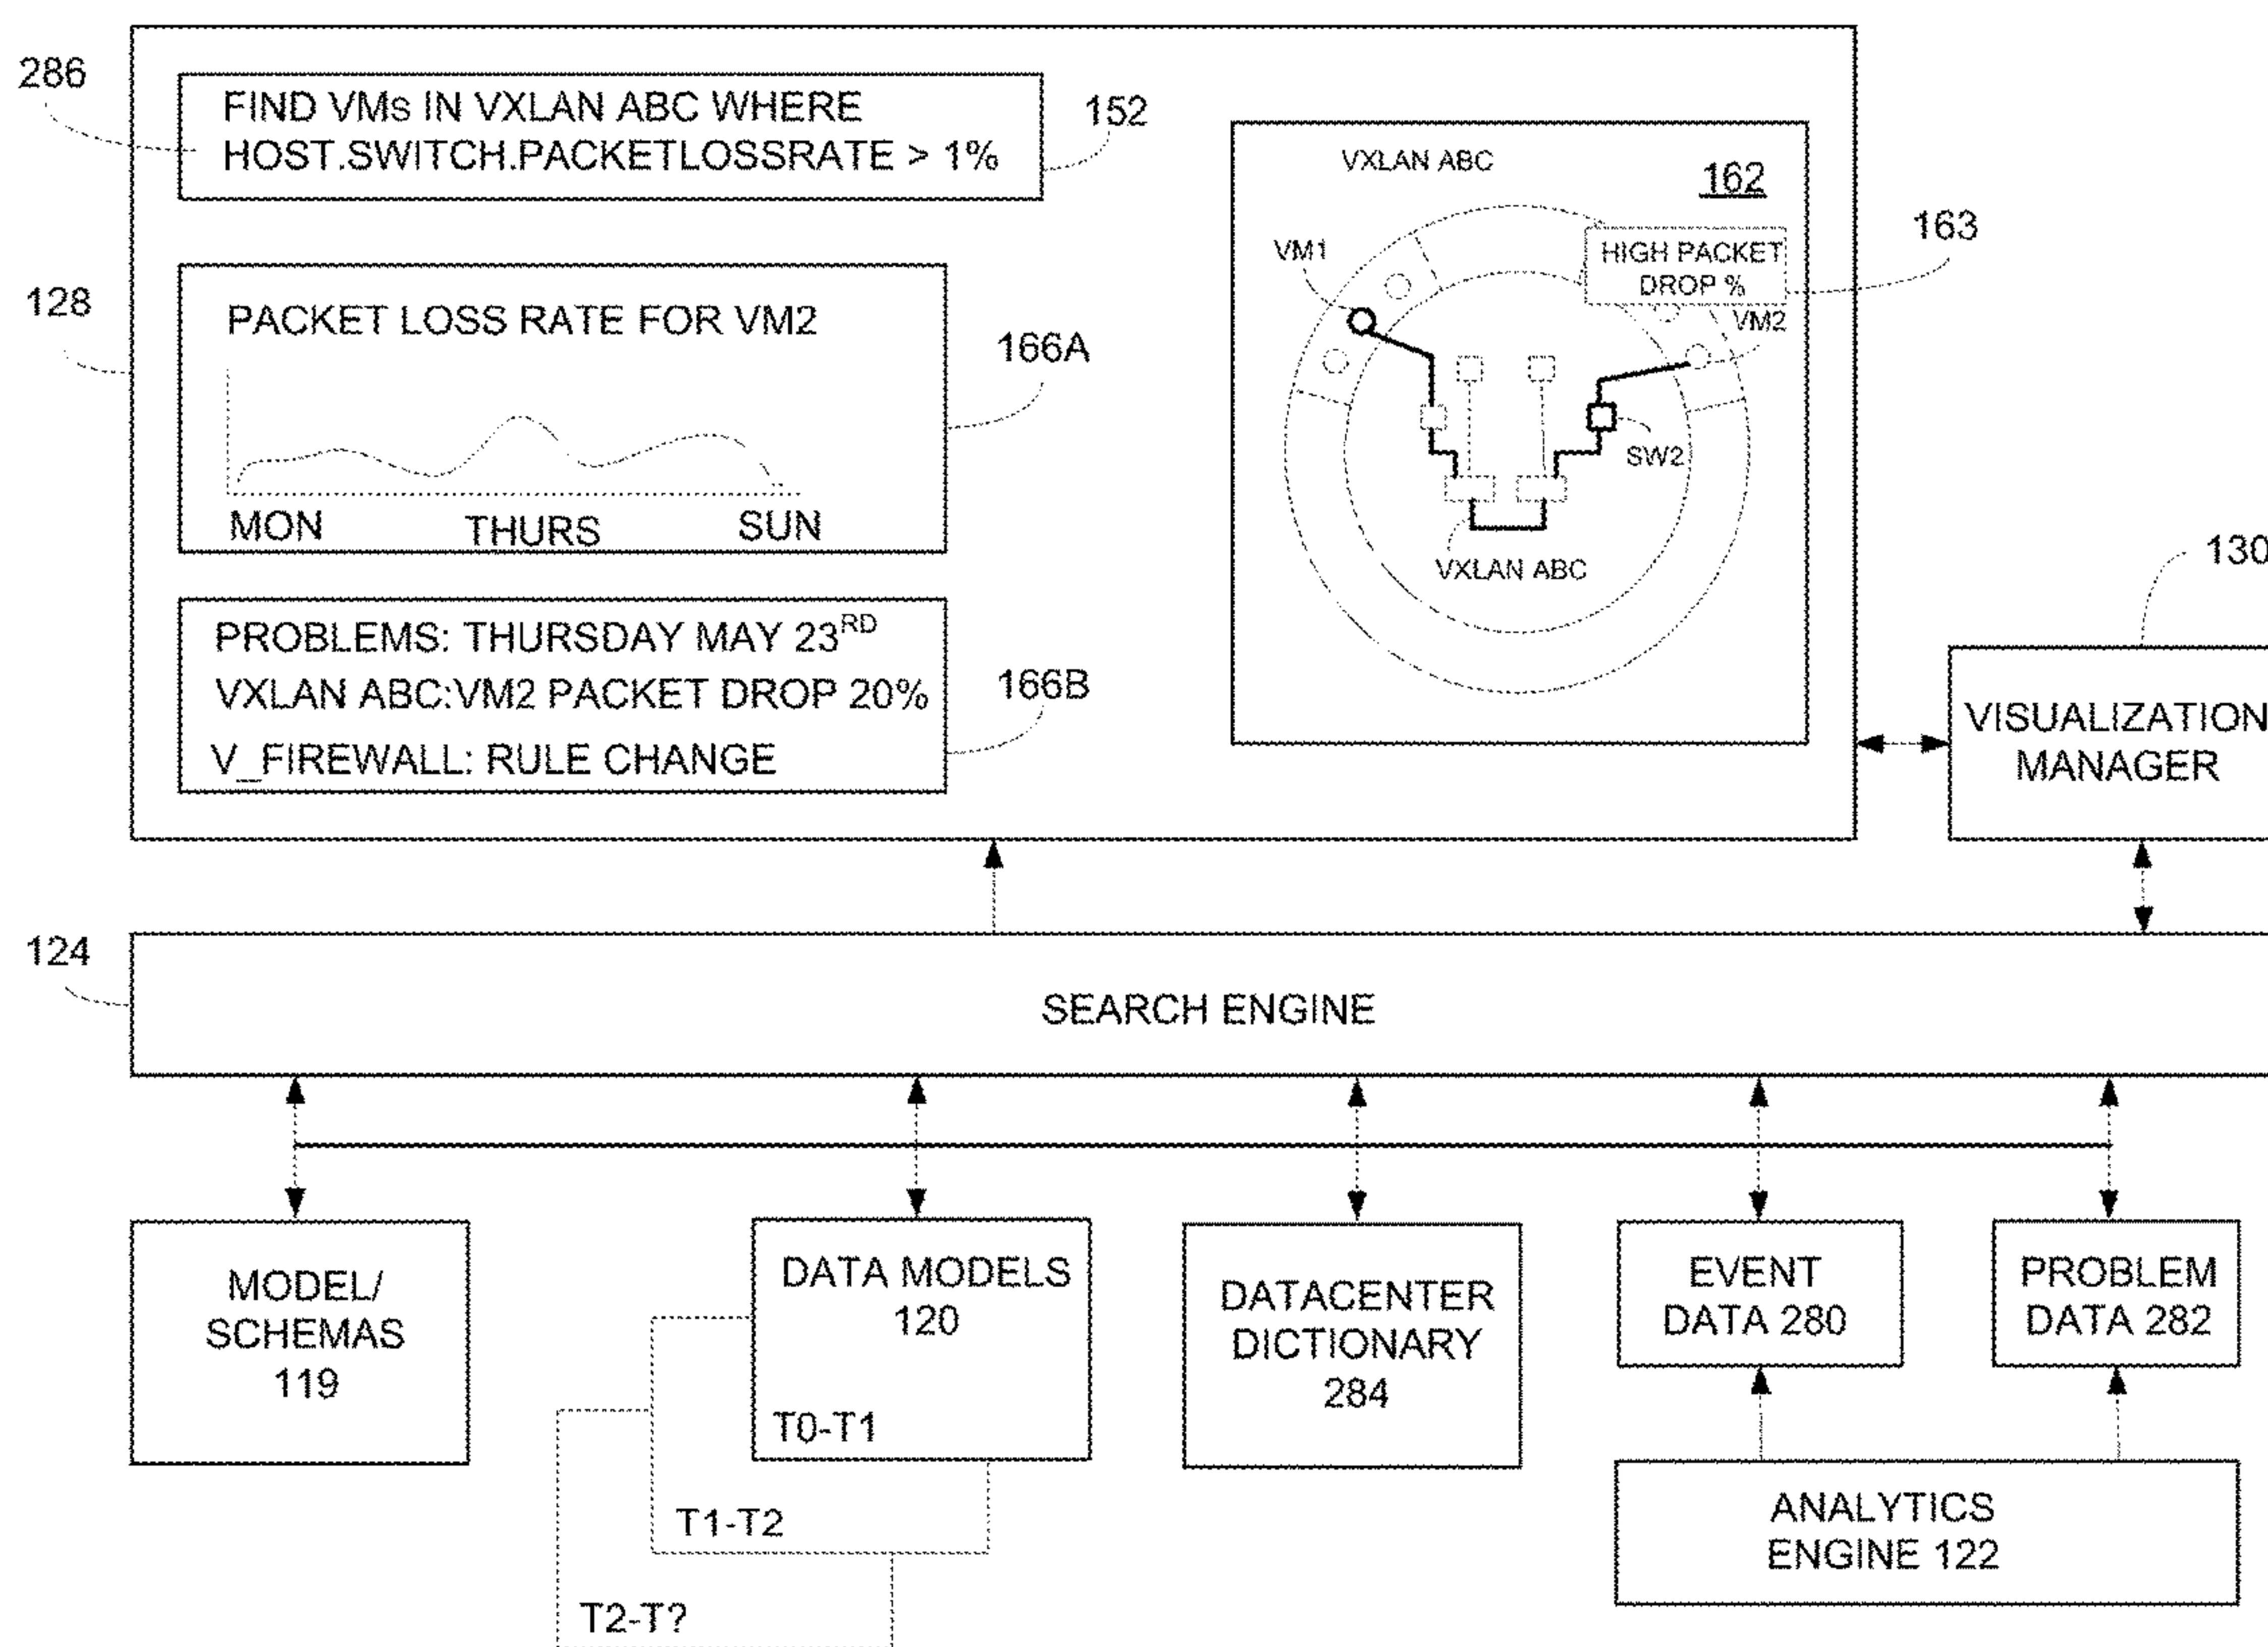 286
FIND VMs IN VXLAN ABC WHERE
HOST.SWITCH.PACKETLOSSRATE > 1%
152
128
PACKET LOSS RATE FOR VM2
MON THURS SUN
166A
PROBLEMS: THURSDAY MAY 23RD
VXLAN ABC:VM2 PACKET DROP 20%
V_FIREWALL: RULE CHANGE
166B
VXLAN ABC
162
163
VM1
HIGH PACKET
DROP %
VM2
SW2
VXLAN ABC
130
VISUALIZATION
MANAGER
124
SEARCH ENGINE
MODEL/
SCHEMAS
119
DATA MODELS
120
T0-T1
T1-T2
T2-T?
DATACENTER
DICTIONARY
284
EVENT
DATA 280
PROBLEM
DATA 282
ANALYTICS
ENGINE 122